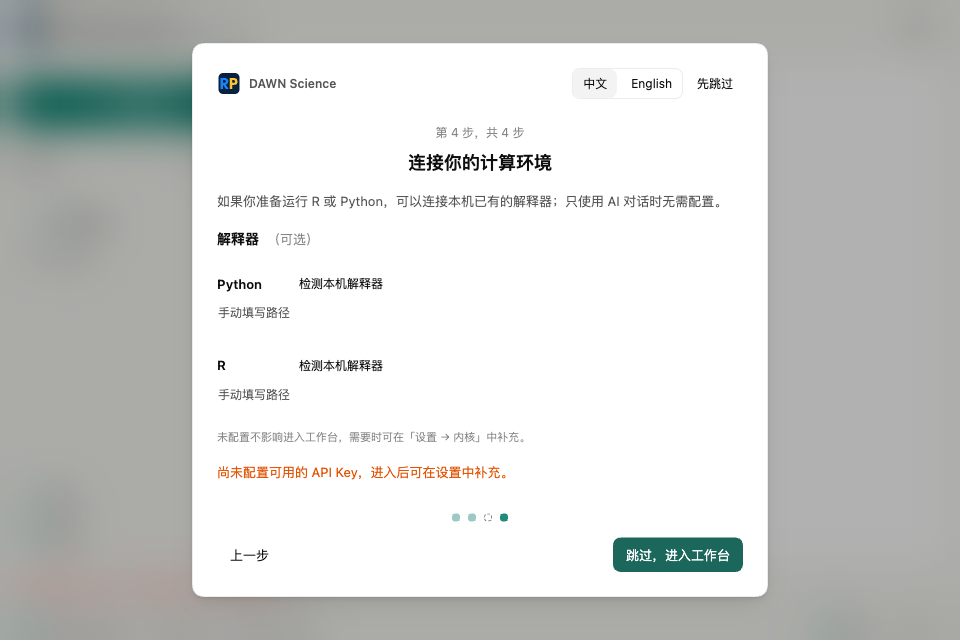 RP DAWN Science
中文 English 先跳过
第 4 步，共 4 步
连接你的计算环境
如果你准备运行 R 或 Python，可以连接本机已有的解释器；只使用 AI 对话时无需配置。
解释器 （可选）
Python 检测本机解释器
手动填写路径
R 检测本机解释器
手动填写路径
未配置不影响进入工作台，需要时可在「设置 → 内核」中补充。
尚未配置可用的 API Key，进入后可在设置中补充。
上一步 跳过，进入工作台